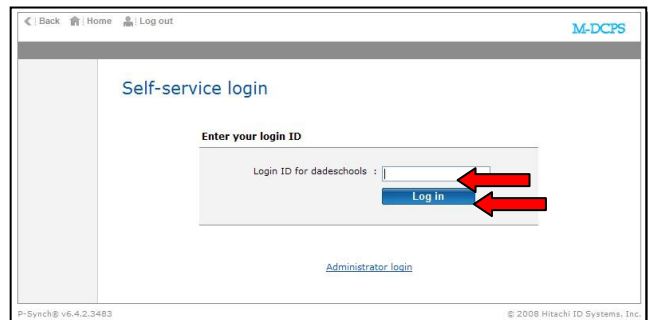 Back | Home | Log out
M-DCPS
Self-service login
Enter your login ID
Login ID for dadeschools :
Log in
Administrator login
P-Synch® v6.4.2.3483
© 2008 Hitachi ID Systems, Inc.